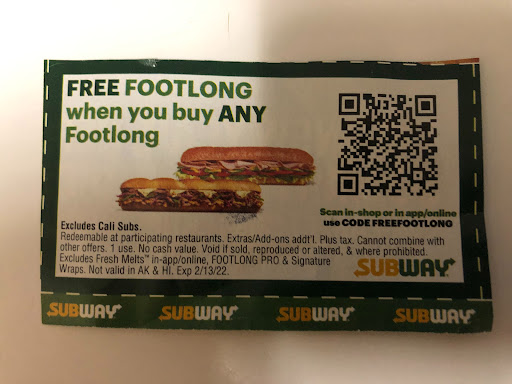 FREE FOOTLONG
when you buy ANY
Footlong
Scan in-shop or in app/online
use CODE FREEFOOTLONG
Excludes Cali Subs.
Redeemable at participating restaurants. Extras/Add-ons addt'l. Plus tax. Cannot combine with
other offers. 1 use. No cash value. Void if sold, reproduced or altered, & where prohibited.
Excludes Fresh Melts™ in-app/online, FOOTLONG PRO & Signature
Wraps. Not valid in AK & HI. Exp 2/13/22.
SUBWAY
SUBWAY SUBWAY SUBWAY SUBWAY